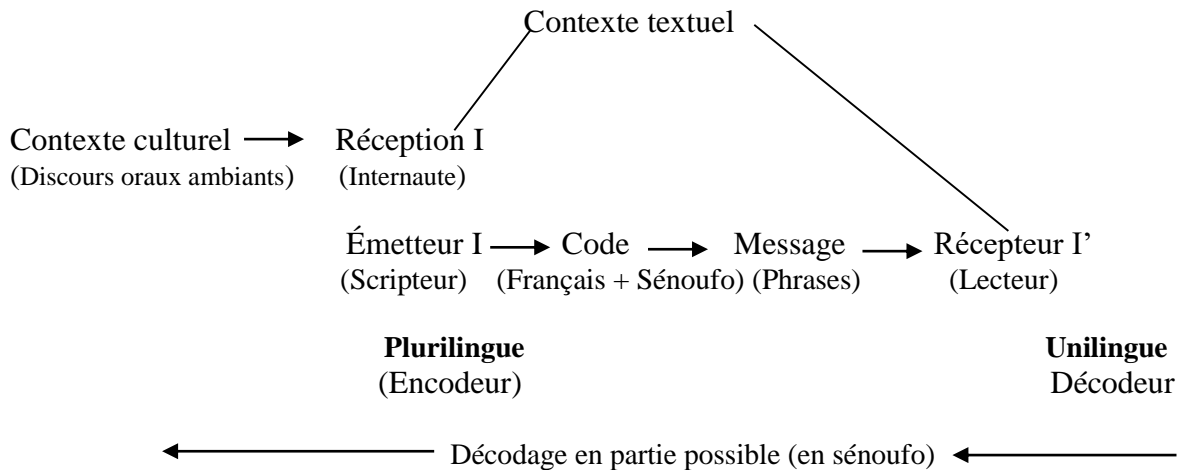 Contexte textuel
Contexte culturel Réception I
(Discours oraux ambiants) (Internaute)
Émetteur I Code Message Récepteur I’
(Scripteur) (Français + Sénoufo) (Phrases) (Lecteur)
Plurilingue Unilingue
(Encodeur) Décodeur
Décodage en partie possible (en sénoufo)